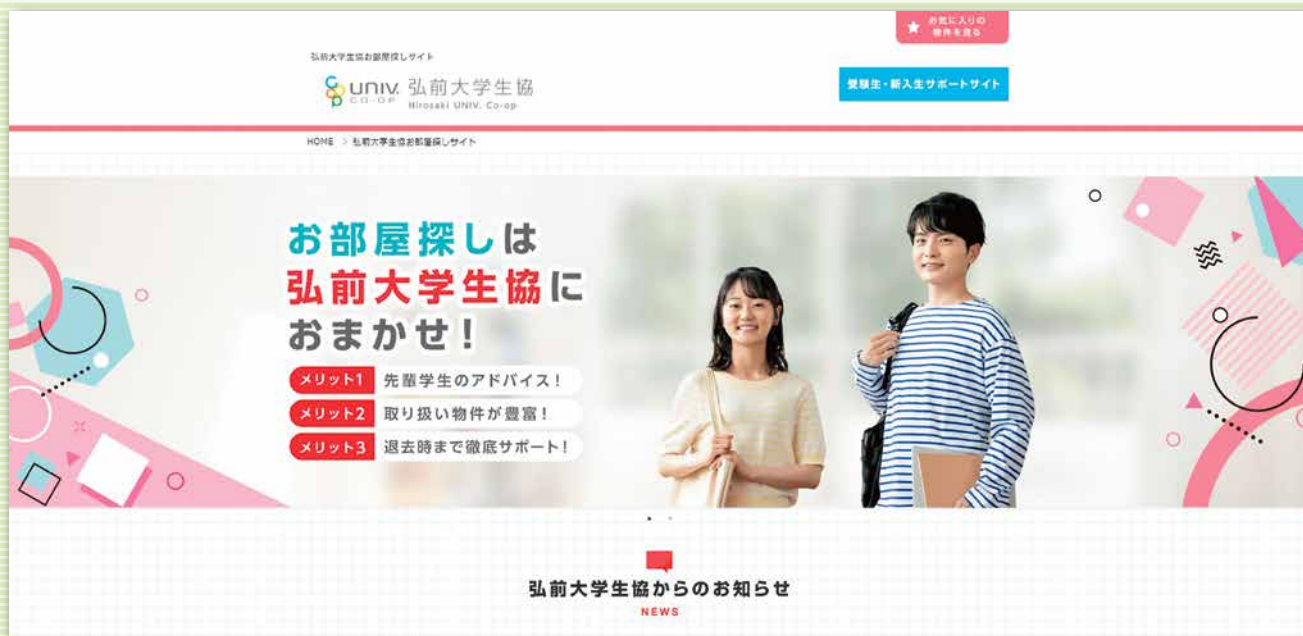 お気に入りの
物件を見る
弘前大学生協お部屋探しサイト
univ. 弘前大学生協
CO-OP Hirosaki UNIV. Co-op
受験生・新入生サポートサイト
HOME > 弘前大学生協お部屋探しサイト
お部屋探しは
弘前大学生協に
おまかせ!
メリット1 先輩学生のアドバイス!
メリット2 取り扱い物件が豊富!
メリット3 退去時まで徹底サポート!
弘前大学生協からのお知らせ
NEWS